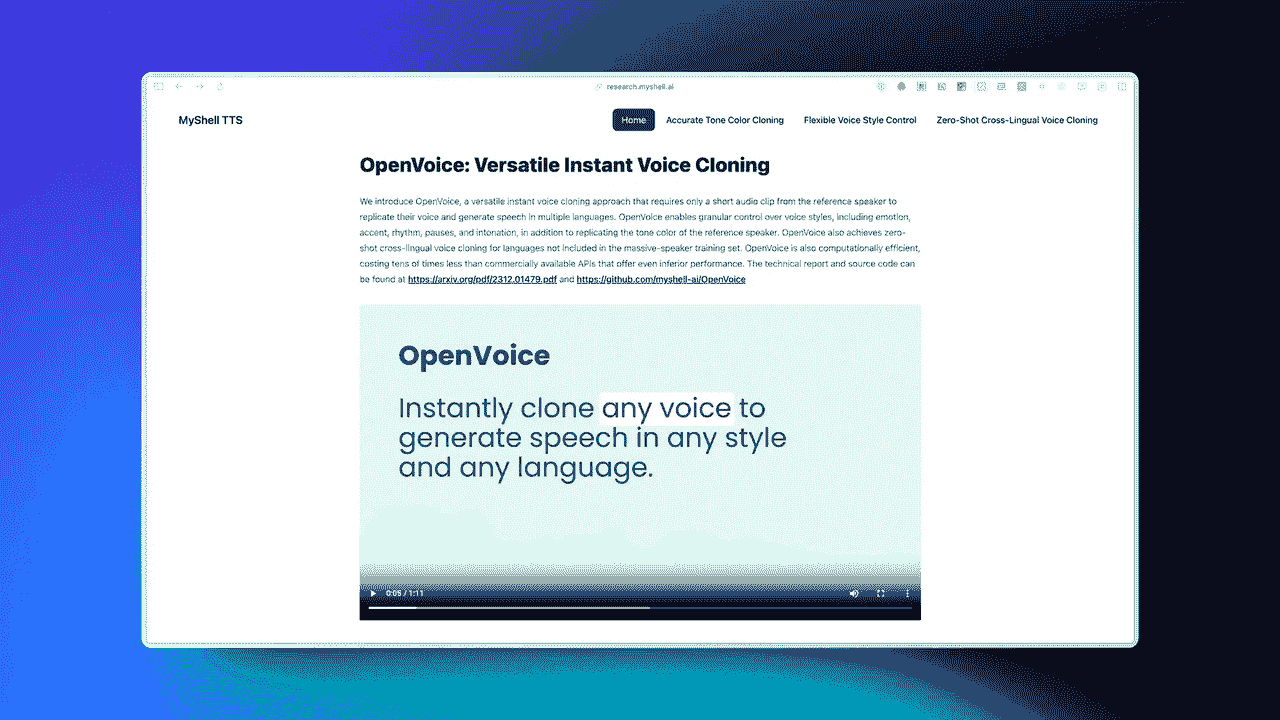 research.myshell.ai
MyShell TTS
Home
Accurate Tone Color Cloning
Flexible Voice Style Control
Zero-Shot Cross-Lingual Voice Cloning
OpenVoice: Versatile Instant Voice Cloning
We introduce OpenVoice, a versatile instant voice cloning approach that requires only a short audio clip from the reference speaker to
replicate their voice and generate speech in multiple languages. OpenVoice enables granular control over voice styles, including emotion,
accent, rhythm, pauses, and intonation, in addition to replicating the tone color of the reference speaker. OpenVoice also achieves zero-
shot cross-lingual voice cloning for languages not included in the massive-speaker training set. OpenVoice is also computationally efficient,
costing tens of times less than commercially available APIs that offer even inferior performance. The technical report and source code can
be found at https://arxiv.org/pdf/2312.01479.pdf and https://github.com/myshell-ai/OpenVoice
OpenVoice
Instantly clone any voice to
generate speech in any style
and any language.
0:05 / 1:11